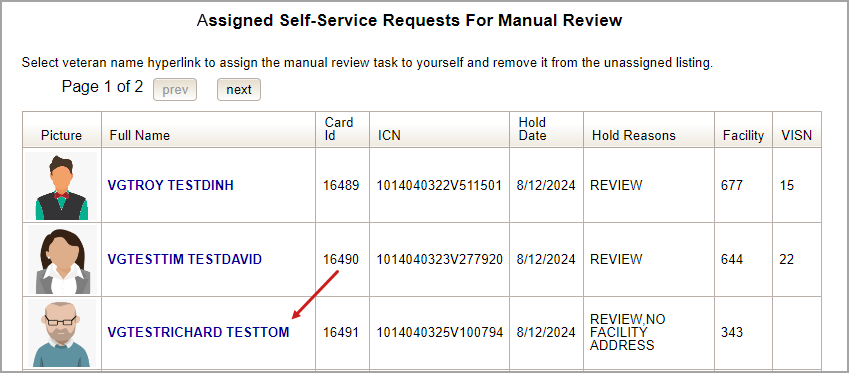 Assigned Self-Service Requests For Manual Review
Select veteran name hyperlink to assign the manual review task to yourself and remove it from the unassigned listing.
Page 1 of 2 prev next
Picture Full Name Card Id ICN Hold Date Hold Reasons Facility VISN
VGTROY TESTDINH 16489 1014040322V511501 8/12/2024 REVIEW 677 15
VGTESTTIM TESTDAVID 16490 1014040323V277920 8/12/2024 REVIEW 644 22
VGTESTRICHARD TESTTOM 16491 1014040325V100794 8/12/2024 REVIEW,NO FACILITY ADDRESS 343